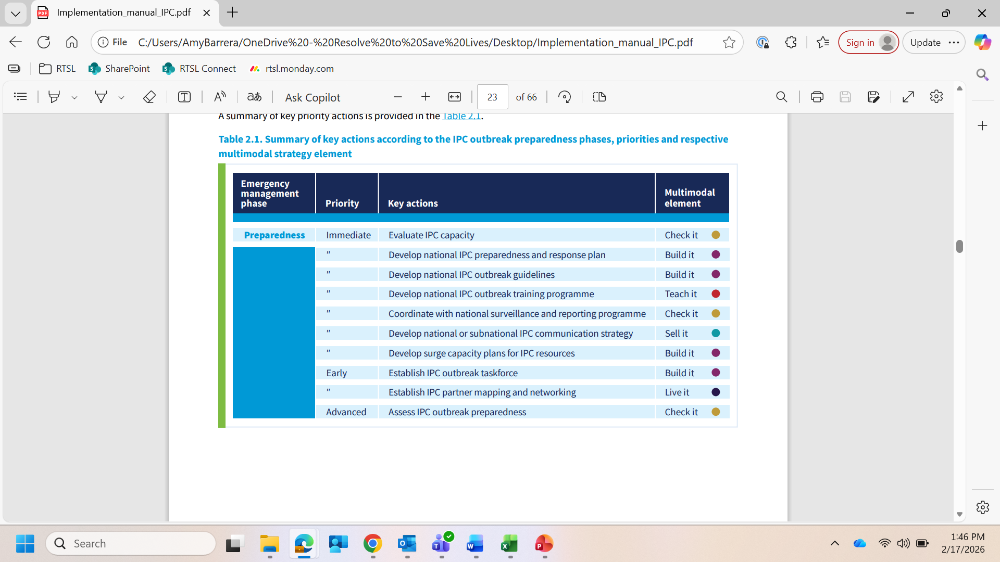 Implementation_manual_IPC.pdf
File C:/Users/AmyBarrera/OneDrive%20-%20Resolve%20to%20Save%20Lives/Desktop/Implementation_manual_IPC.pdf Sign in Update
RTSL SharePoint RTSL Connect rtsl.monday.com
Ask Copilot 23 of 66
A summary of key priority actions is provided in the Table 2.1.
Table 2.1. Summary of key actions according to the IPC outbreak preparedness phases, priorities and respective
multimodal strategy element
Emergency management phase Priority Key actions Multimodal element
Preparedness Immediate Evaluate IPC capacity Check it
" Develop national IPC preparedness and response plan Build it
" Develop national IPC outbreak guidelines Build it
" Develop national IPC outbreak training programme Teach it
" Coordinate with national surveillance and reporting programme Check it
" Develop national or subnational IPC communication strategy Sell it
" Develop surge capacity plans for IPC resources Build it
Early Establish IPC outbreak taskforce Build it
" Establish IPC partner mapping and networking Live it
Advanced Assess IPC outbreak preparedness Check it
Search
1:46 PM
2/17/2026